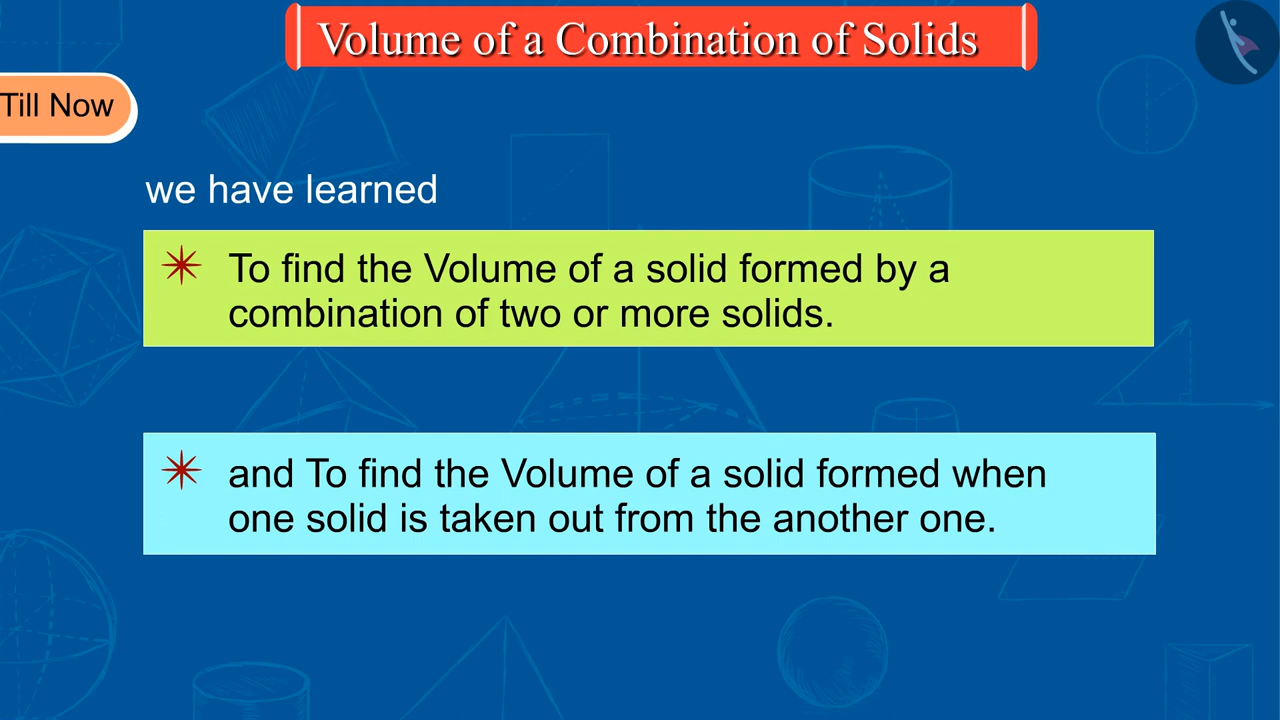 Volume of a Combination of Solids
Till Now
we have learned
To find the Volume of a solid formed by a
combination of two or more solids.
and To find the Volume of a solid formed when
one solid is taken out from the another one.